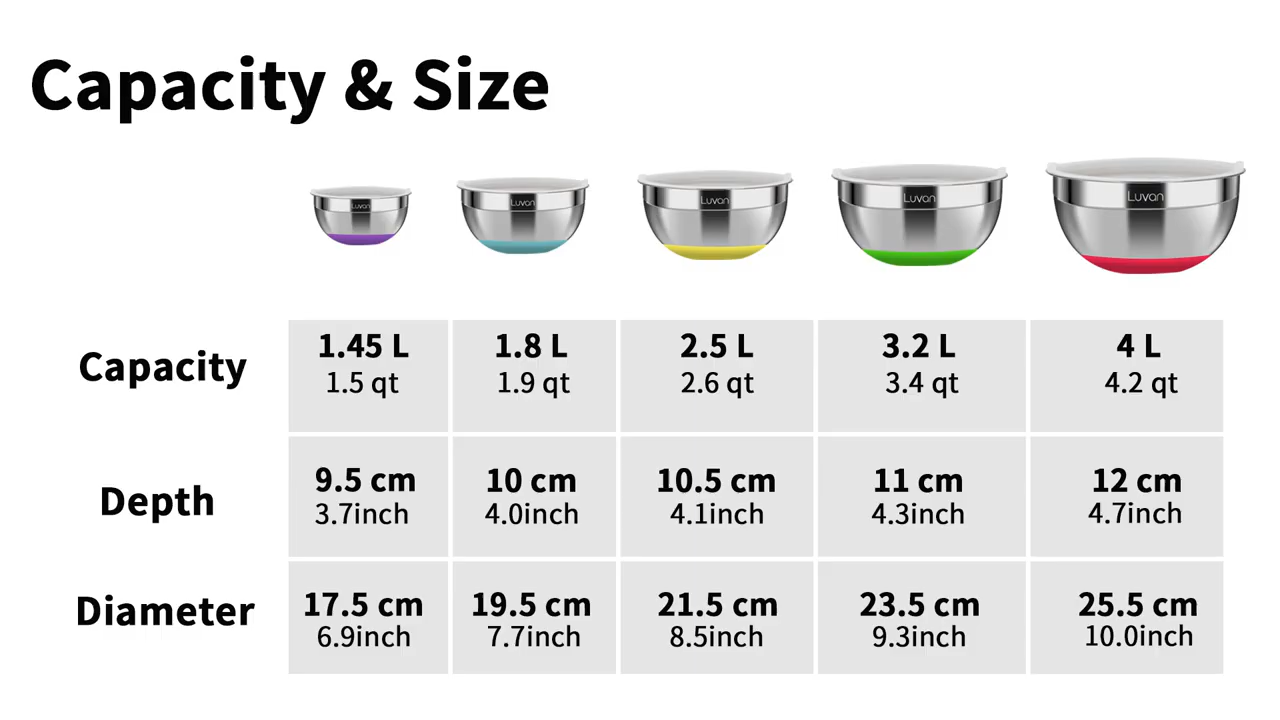 Capacity & Size
Luvan Luvan Luvan Luvan Luvan
Capacity
1.45 L 1.8 L 2.5 L 3.2 L 4 L
1.5 qt 1.9 qt 2.6 qt 3.4 qt 4.2 qt
Depth
9.5 cm 10 cm 10.5 cm 11 cm 12 cm
3.7inch 4.0inch 4.1inch 4.3inch 4.7inch
Diameter
17.5 cm 19.5 cm 21.5 cm 23.5 cm 25.5 cm
6.9inch 7.7inch 8.5inch 9.3inch 10.0inch